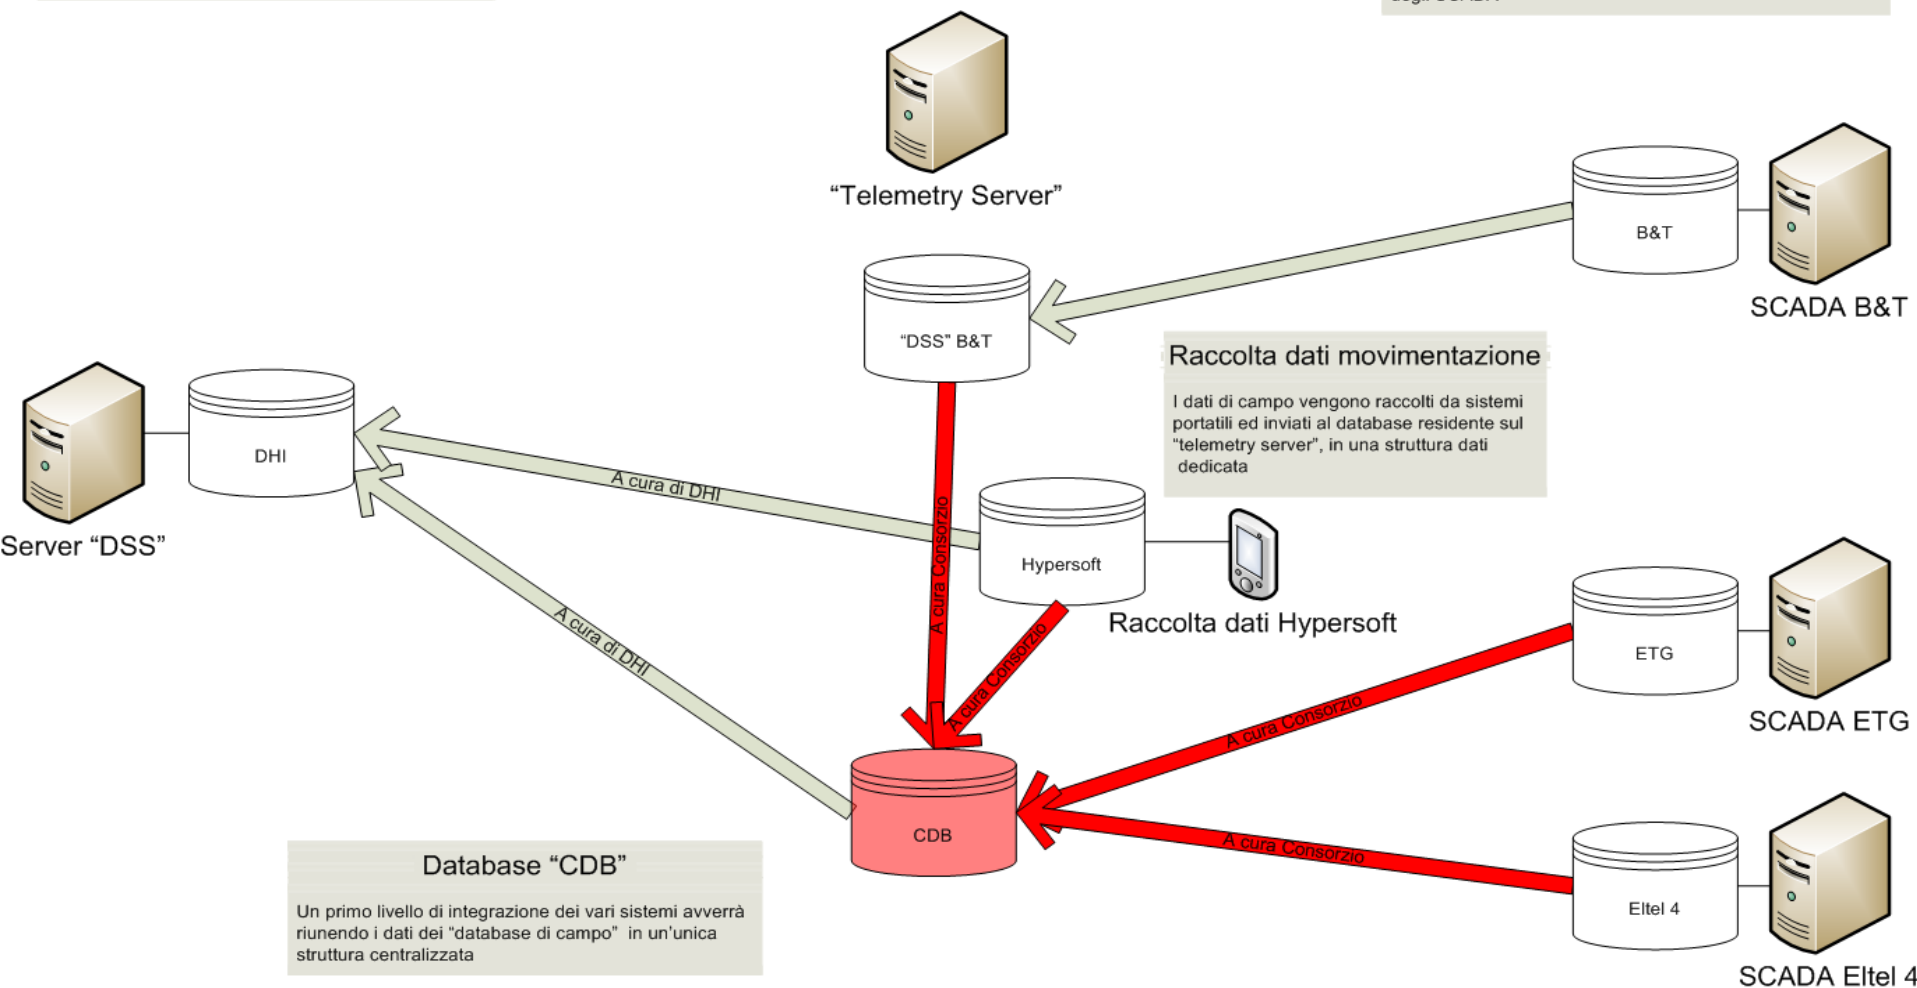 “Telemetry Server”
B&T
SCADA B&T
“DSS” B&T
Raccolta dati movimentazione
I dati di campo vengono raccolti da sistemi
portatili ed inviati al database residente sul
“telemetry server”, in una struttura dati
dedicata
DHI
Server “DSS”
A cura di DHI
A cura Consorzio
Hypersoft
Raccolta dati Hypersoft
A cura di DHI
A cura Consorzio
ETG
SCADA ETG
A cura Consorzio
CDB
A cura Consorzio
Eltel 4
SCADA Eltel 4
Database “CDB”
Un primo livello di integrazione dei vari sistemi avverrà
riunendo i dati dei “database di campo” in un’unica
struttura centralizzata